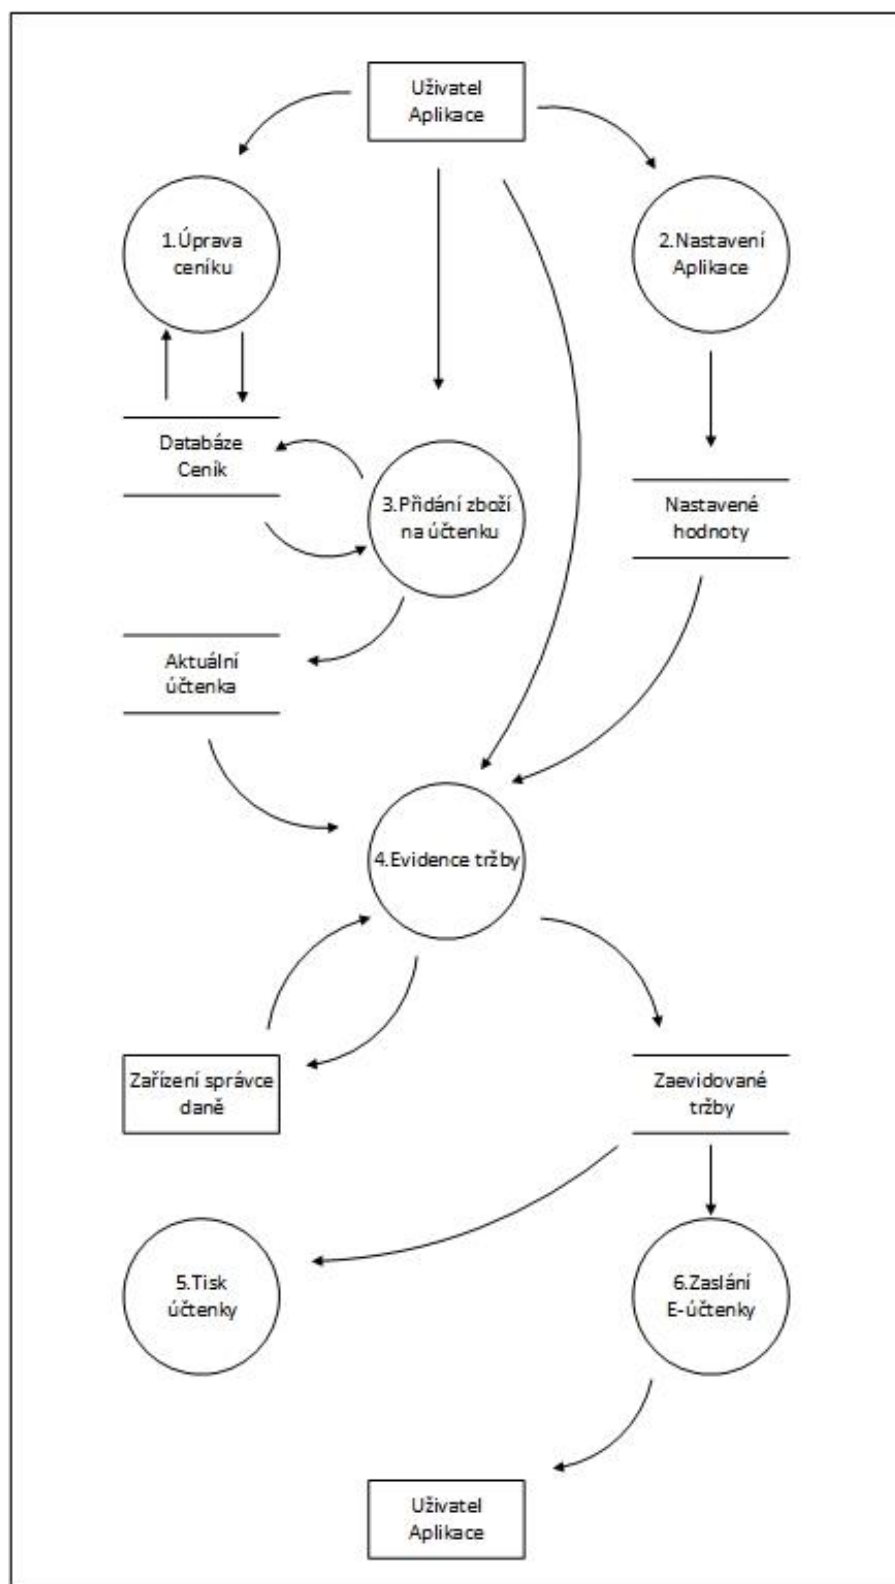 Uživatel
Aplikace
1.Úprava
ceníku
2.Nastavení
Aplikace
Databáze
Ceník
3.Přidání zboží
na účtenku
Nastavené
hodnoty
Aktuální
účtenka
4.Evidence tržby
Zařízení správce
daně
Zaevidované
tržby
5.Tisk
účtenky
6.Zaslání
E-účtenky
Uživatel
Aplikace